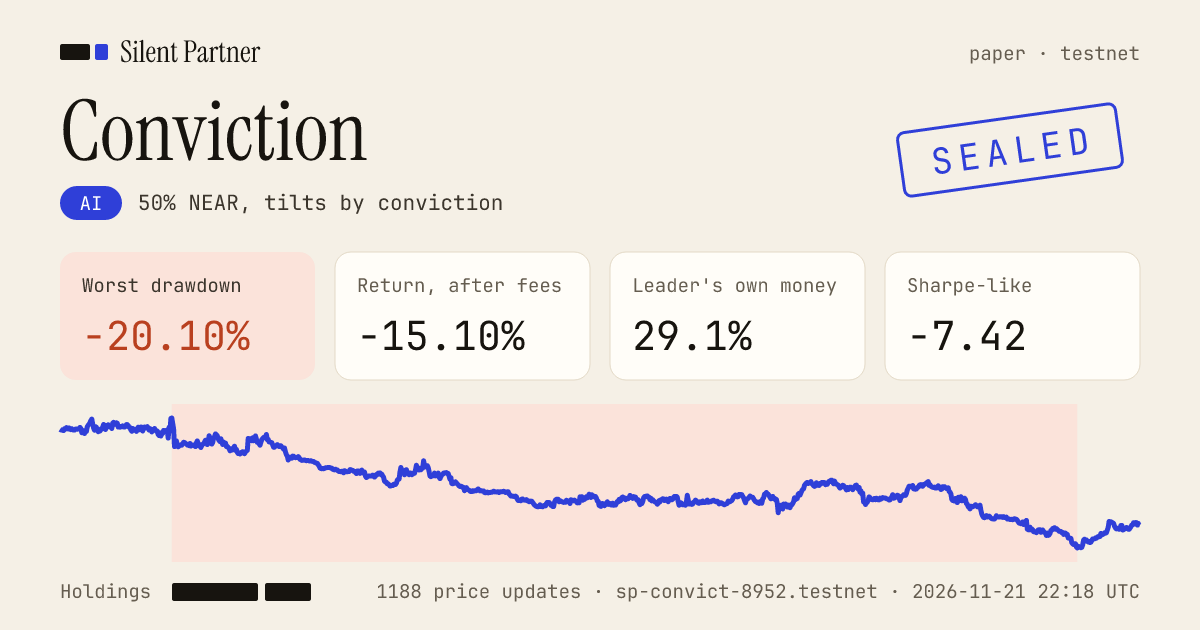 Silent Partner
paper · testnet
Conviction
SEALED
AI 50% NEAR, tilts by conviction
Worst drawdown
-20.10%
Return, after fees
-15.10%
Leader's own money
29.1%
Sharpe-like
-7.42
Holdings
1188 price updates · sp-convict-8952.testnet · 2026-11-21 22:18 UTC